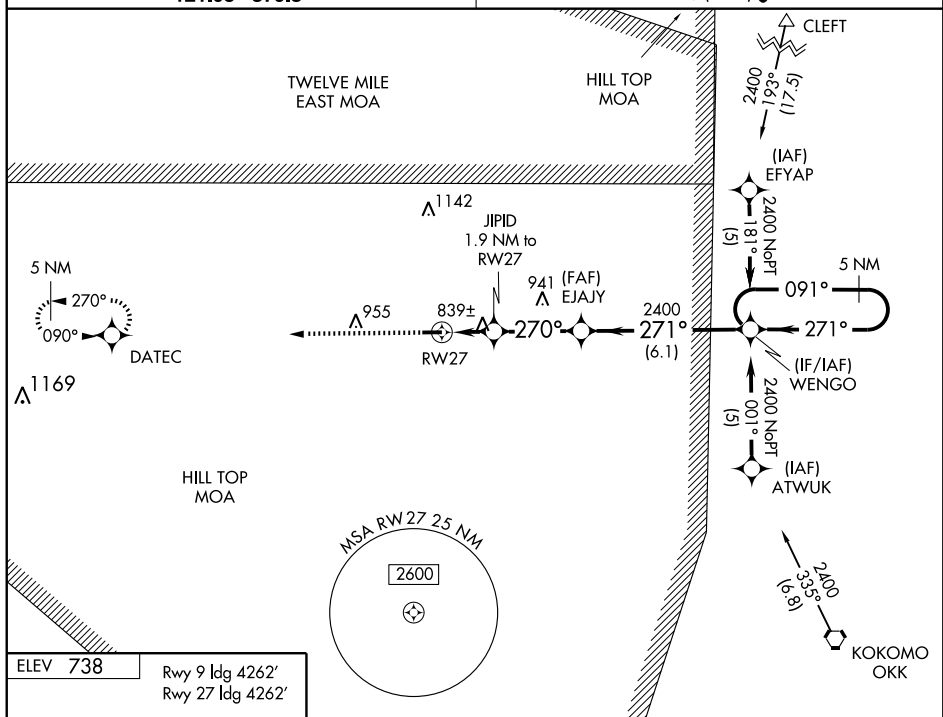 CLEFT
2400
193°
(17.5)
TWELVE MILE
EAST MOA
HILL TOP
MOA
(IAF)
EFYAP
2400 NoPT
181°
(5)
1142
JIPID
1.9 NM to
RW27
5 NM
270°
090°
DATEC
955
839±
RW27
941
(FAF)
EJAJY
270°
2400
271°
(6.1)
091°
5 NM
271°
(IF/IAF)
WENGO
1169
2400 NoPT
001°
(5)
(IAF)
ATWUK
HILL TOP
MOA
MSA RW27 25 NM
2600
2400
335°
(6.8)
KOKOMO
OKK
ELEV 738
Rwy 9 ldg 4262'
Rwy 27 ldg 4262'